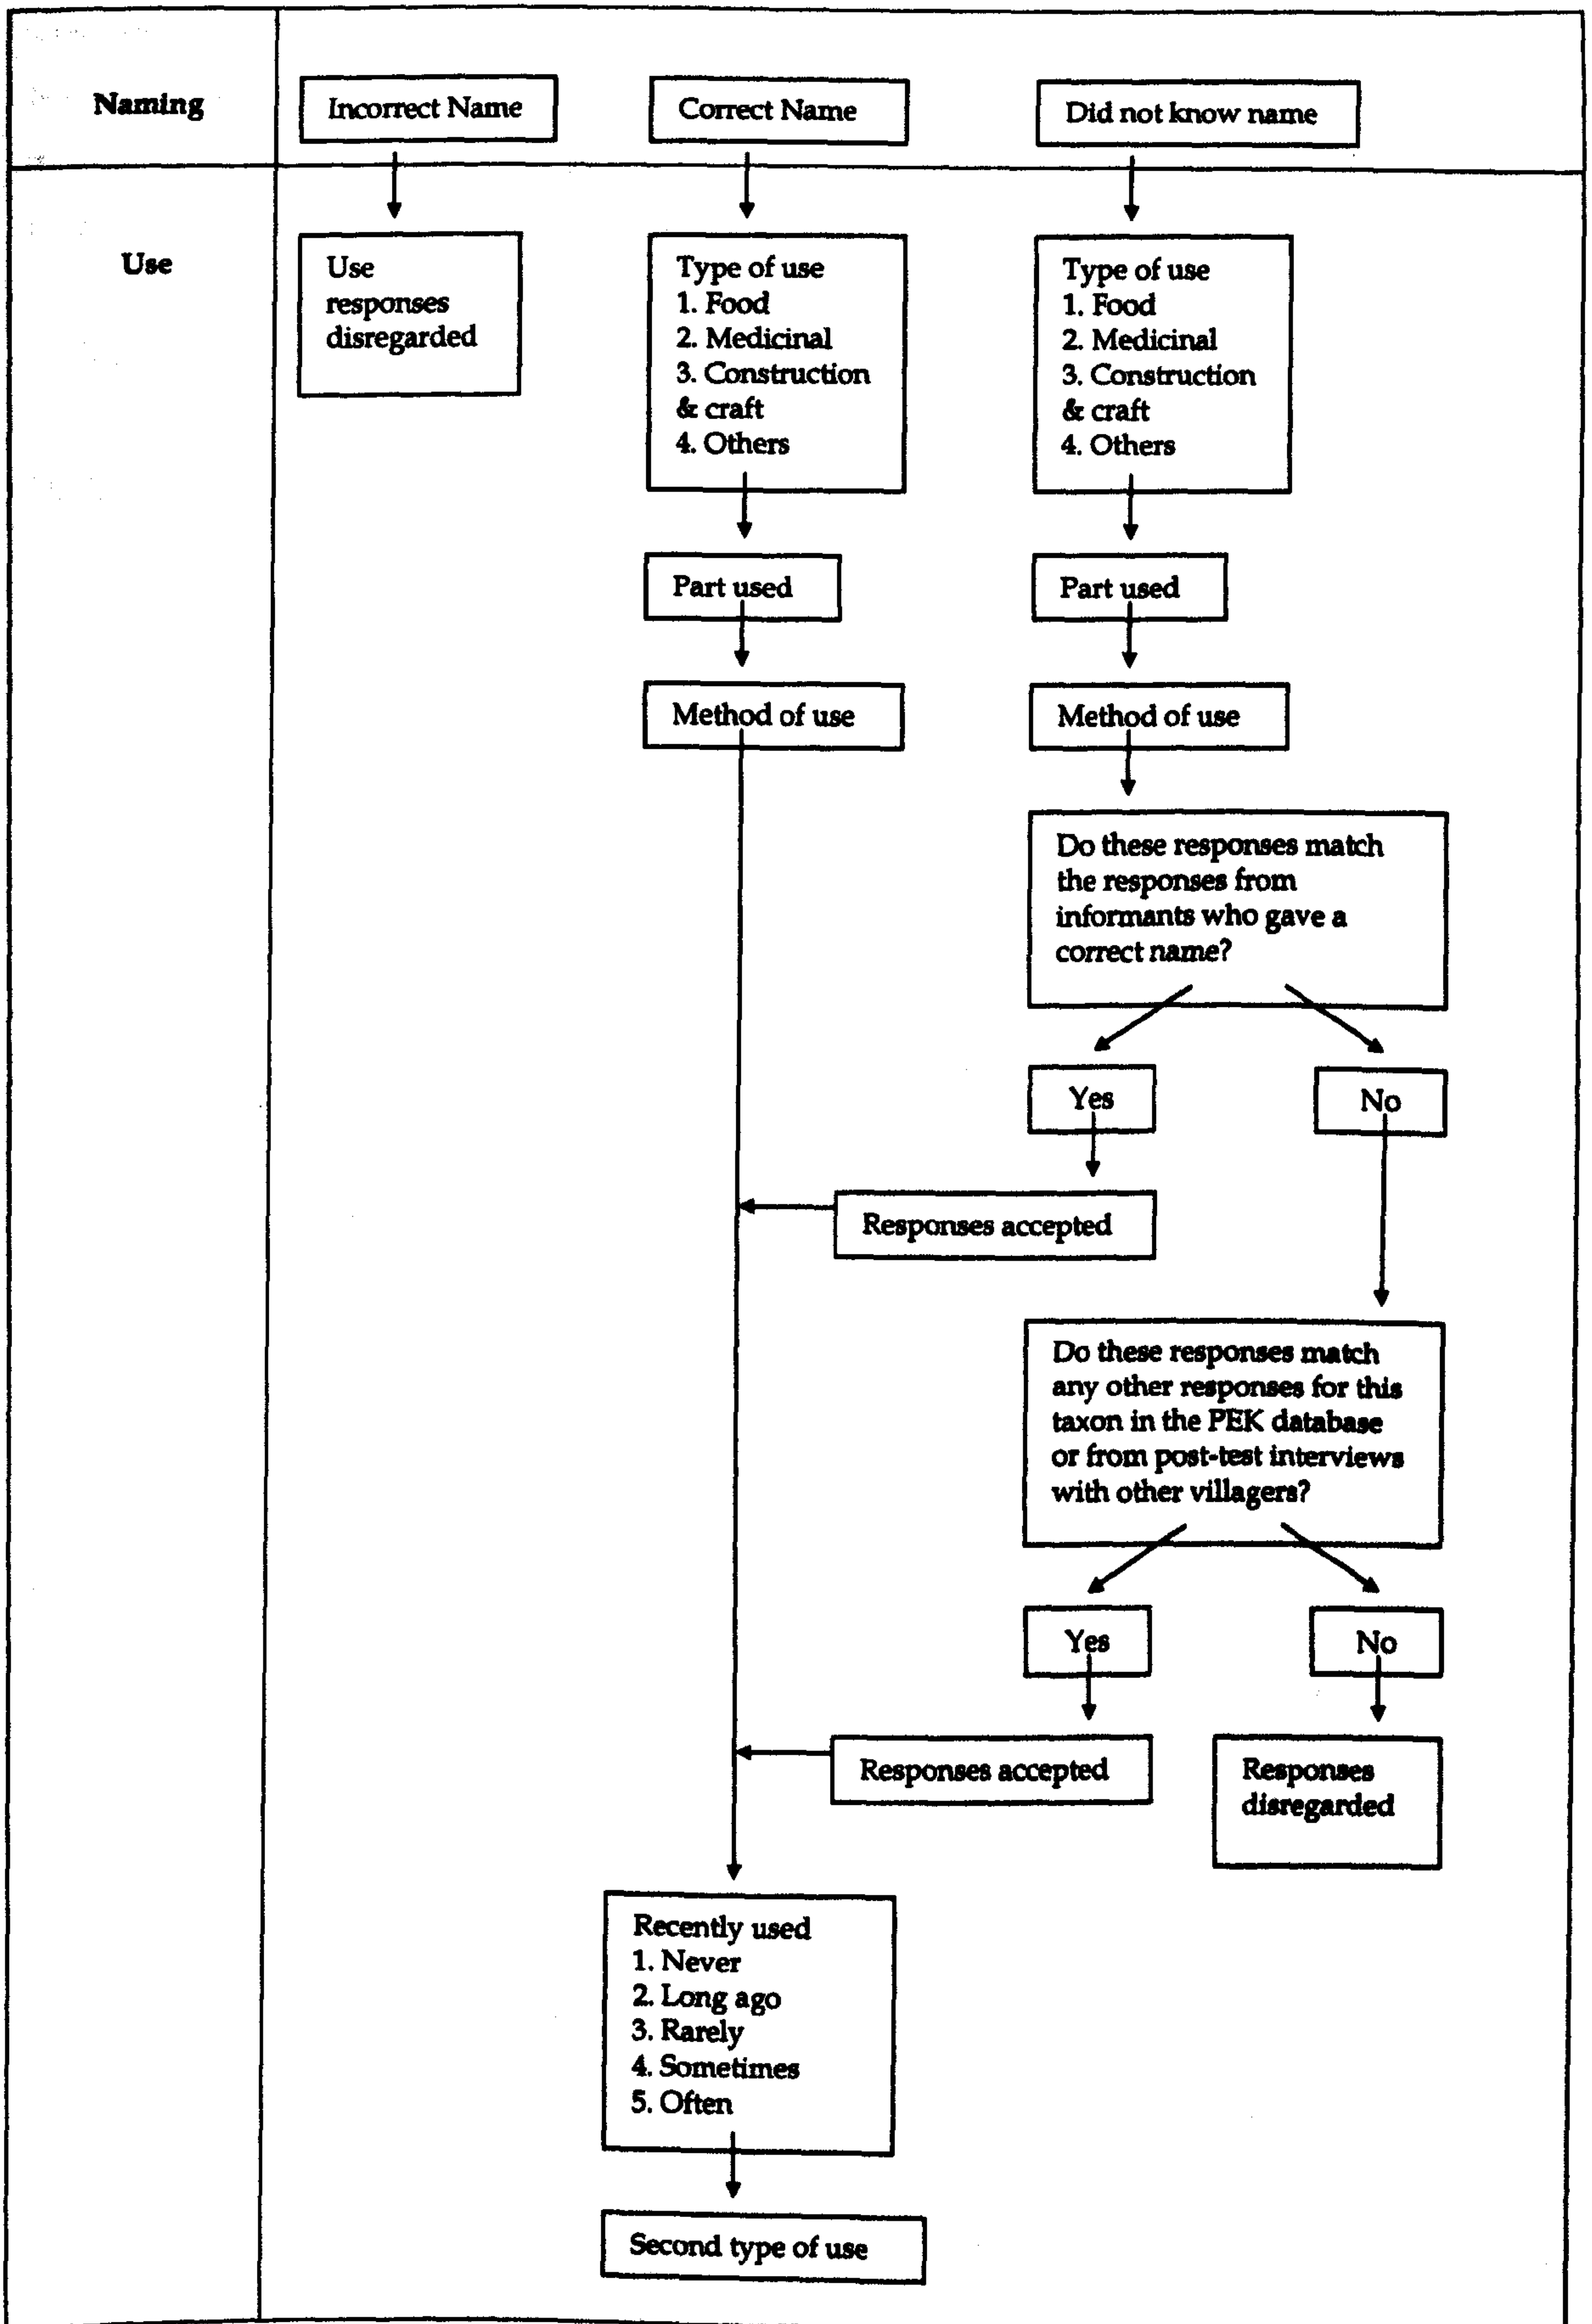 Naming
Incorrect Name
Correct Name
Did not know name
Use
Use
responses
disregarded
Type of use
1. Food
2. Medicinal
3. Construction
& craft
4. Others
Type of use
1. Food
2. Medicinal
3. Construction
& craft
4. Others
Part used
Part used
Method of use
Method of use
Do these responses match
the responses from
informants who gave a
correct name?
Yes
No
Responses accepted
Do these responses match
any other responses for this
taxon in the PEK database
or from post-test interviews
with other villagers?
Yes
No
Responses accepted
Responses
disregarded
Recently used
1. Never
2. Long ago
3. Rarely
4. Sometimes
5. Often
Second type of use